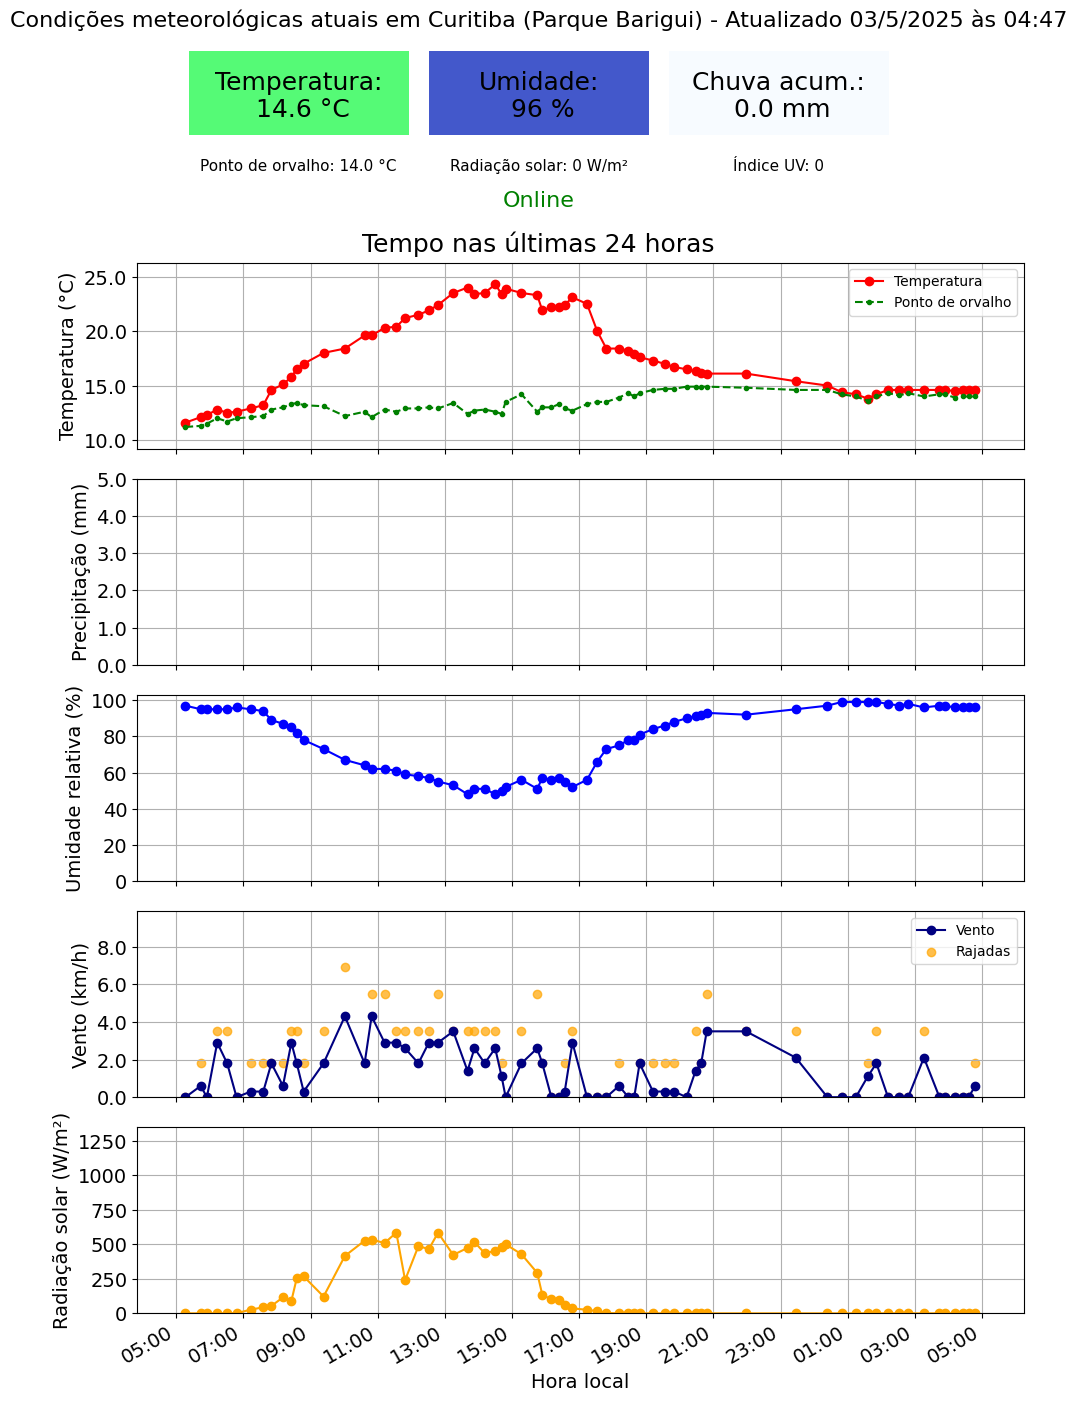 Condições meteorológicas atuais em Curitiba (Parque Barigui) - Atualizado 03/5/2025 às 04:47
Temperatura:
14.6 °C
Umidade:
96 %
Chuva acum.:
0.0 mm
Ponto de orvalho: 14.0 °C
Radiação solar: 0 W/m²
Índice UV: 0
Online
Tempo nas últimas 24 horas
Temperatura (°C)
25.0
20.0
15.0
10.0
Temperatura
Ponto de orvalho
Precipitação (mm)
5.0
4.0
3.0
2.0
1.0
0.0
Umidade relativa (%)
100
80
60
40
20
0
Vento (km/h)
8.0
6.0
4.0
2.0
0.0
Vento
Rajadas
Radiação solar (W/m²)
1250
1000
750
500
250
0
05:00
07:00
09:00
11:00
13:00
15:00
17:00
19:00
21:00
23:00
01:00
03:00
05:00
Hora local